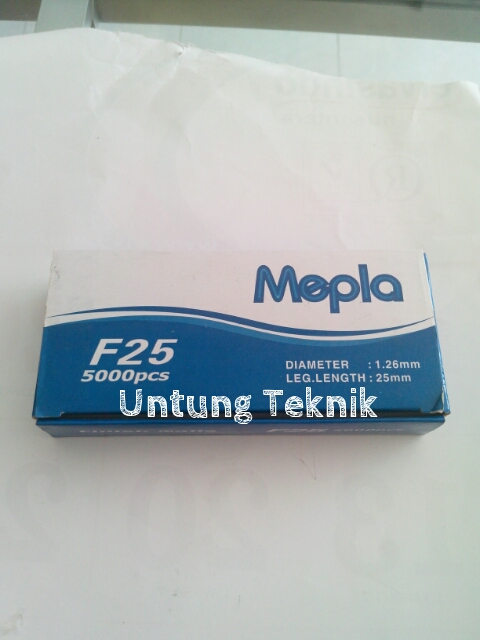 Mepla
F25
5000pcs
DIAMETER : 1.26mm
LEG.LENGTH : 25mm
Untung Teknik